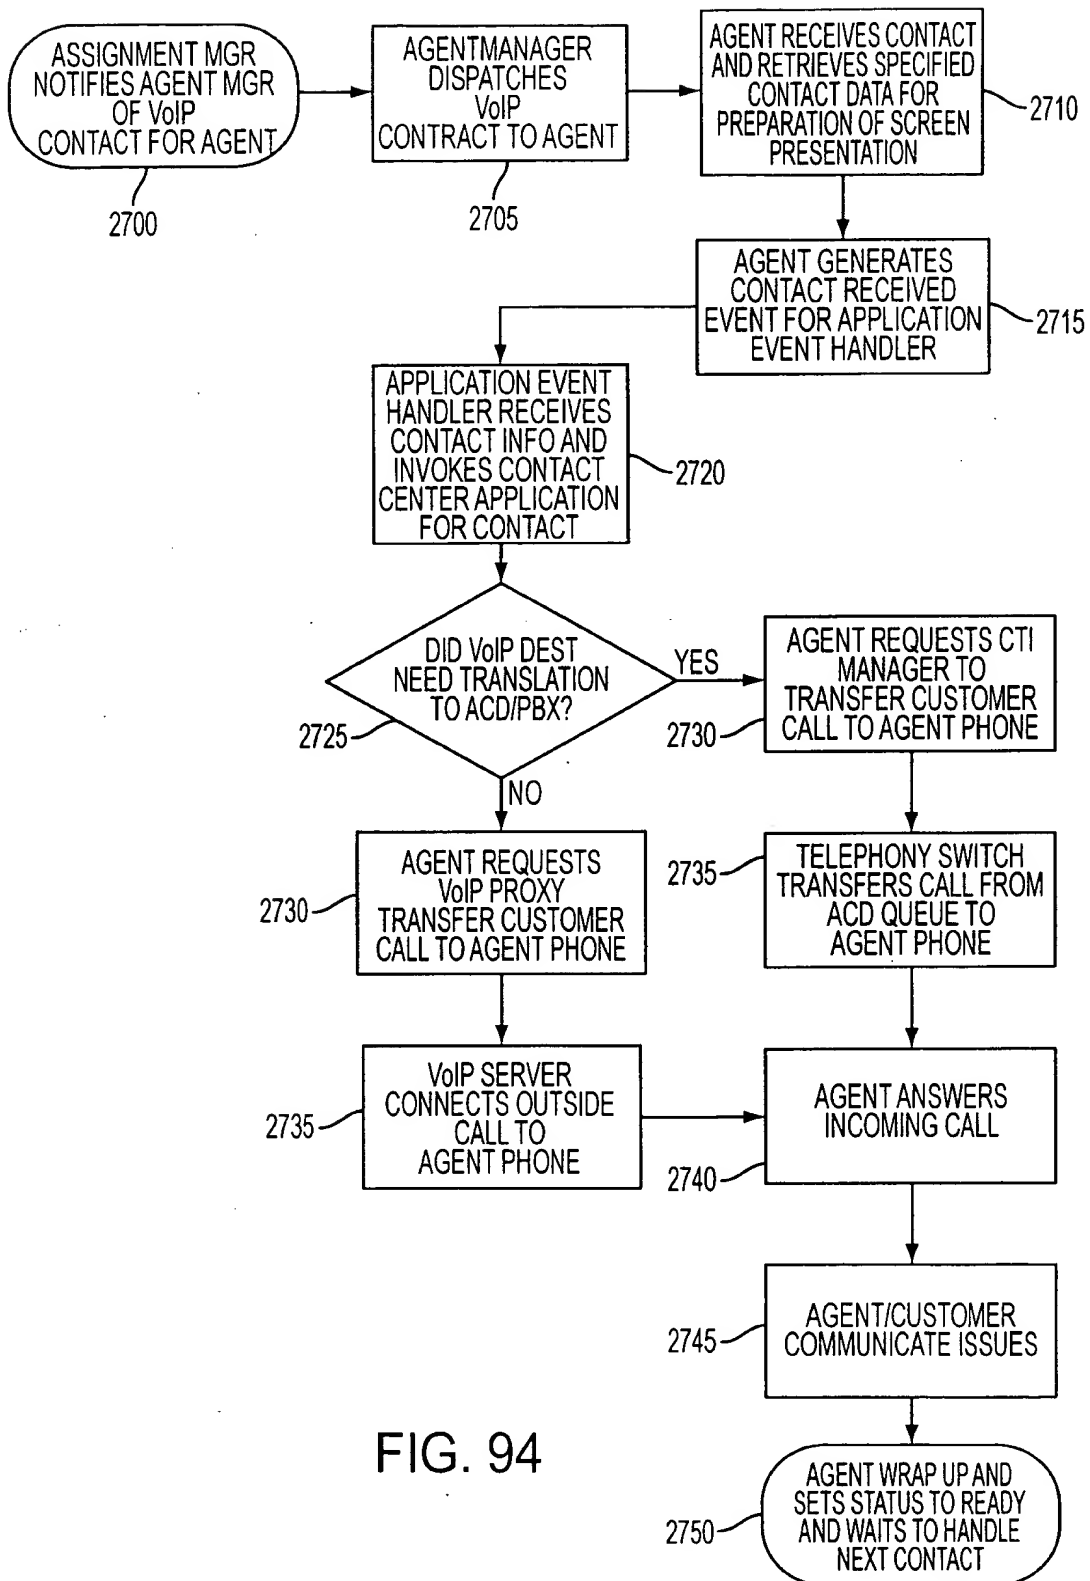 ASSIGNMENT MGR
NOTIFIES AGENT MGR
OF VoIP
CONTACT FOR AGENT
2700
AGENTMANAGER
DISPATCHES
VoIP
CONTRACT TO AGENT
2705
AGENT RECEIVES CONTACT
AND RETRIEVES SPECIFIED
CONTACT DATA FOR
PREPARATION OF SCREEN
PRESENTATION
2710
AGENT GENERATES
CONTACT RECEIVED
EVENT FOR APPLICATION
EVENT HANDLER
2715
APPLICATION EVENT
HANDLER RECEIVES
CONTACT INFO AND
INVOKES CONTACT
CENTER APPLICATION
FOR CONTACT
2720
DID VoIP DEST
NEED TRANSLATION
TO ACD/PBX?
2725
YES
AGENT REQUESTS CTI
MANAGER TO
TRANSFER CUSTOMER
CALL TO AGENT PHONE
2730
NO
AGENT REQUESTS
VoIP PROXY
TRANSFER CUSTOMER
CALL TO AGENT PHONE
2730
TELEPHONY SWITCH
TRANSFERS CALL FROM
ACD QUEUE TO
AGENT PHONE
2735
VoIP SERVER
CONNECTS OUTSIDE
CALL TO
AGENT PHONE
2735
AGENT ANSWERS
INCOMING CALL
2740
AGENT/CUSTOMER
COMMUNICATE ISSUES
2745
AGENT WRAP UP AND
SETS STATUS TO READY
AND WAITS TO HANDLE
NEXT CONTACT
2750
FIG. 94